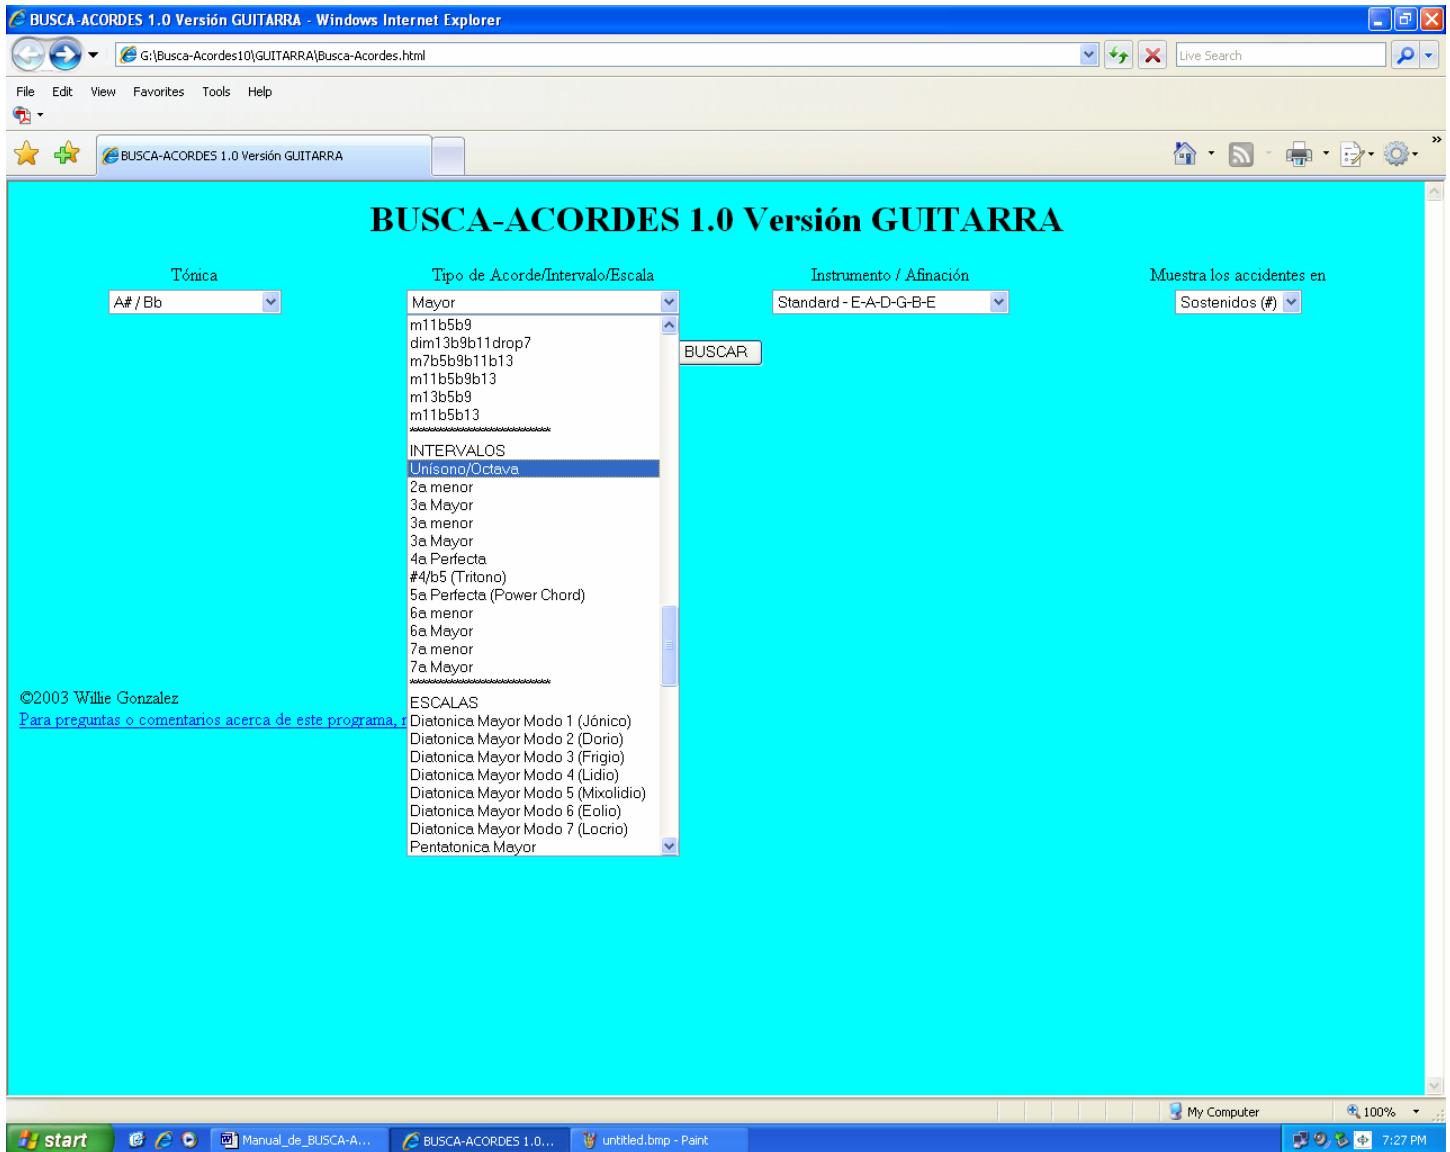 BUSCA-ACORDES 1.0 Versión GUITARRA - Windows Internet Explorer
G:\Busca-Acordes10\GUITARRA\Busca-Acordes.html
Live Search
File Edit View Favorites Tools Help
BUSCA-ACORDES 1.0 Versión GUITARRA
BUSCA-ACORDES 1.0 Versión GUITARRA
Tónica Tipo de Acorde/Intervalo/Escala Instrumento / Afinación Muestra los accidentes en
A# / Bb Mayor Standard - E-A-D-G-B-E Sostenidos (#)
BUSCAR
m11b5b9
dim13b9b11drop7
m7b5b9b11b13
m11b5b9b13
m13b5b9
m11b5b13
****************************
INTERVALOS
Unísono/Octava
2a menor
3a Mayor
3a menor
3a Mayor
4a Perfecta
#4/b5 (Tritono)
5a Perfecta (Power Chord)
6a menor
6a Mayor
7a menor
7a Mayor
****************************
ESCALAS
Diatonica Mayor Modo 1 (Jónico)
Diatonica Mayor Modo 2 (Dorio)
Diatonica Mayor Modo 3 (Frigio)
Diatonica Mayor Modo 4 (Lidio)
Diatonica Mayor Modo 5 (Mixolidio)
Diatonica Mayor Modo 6 (Eolio)
Diatonica Mayor Modo 7 (Locrio)
Pentatonica Mayor
©2003 Willie Gonzalez
Para preguntas o comentarios acerca de este programa,
My Computer 100%
start Manual_de_BUSCA-A... BUSCA-ACORDES 1.0... untitled.bmp - Paint 7:27 PM